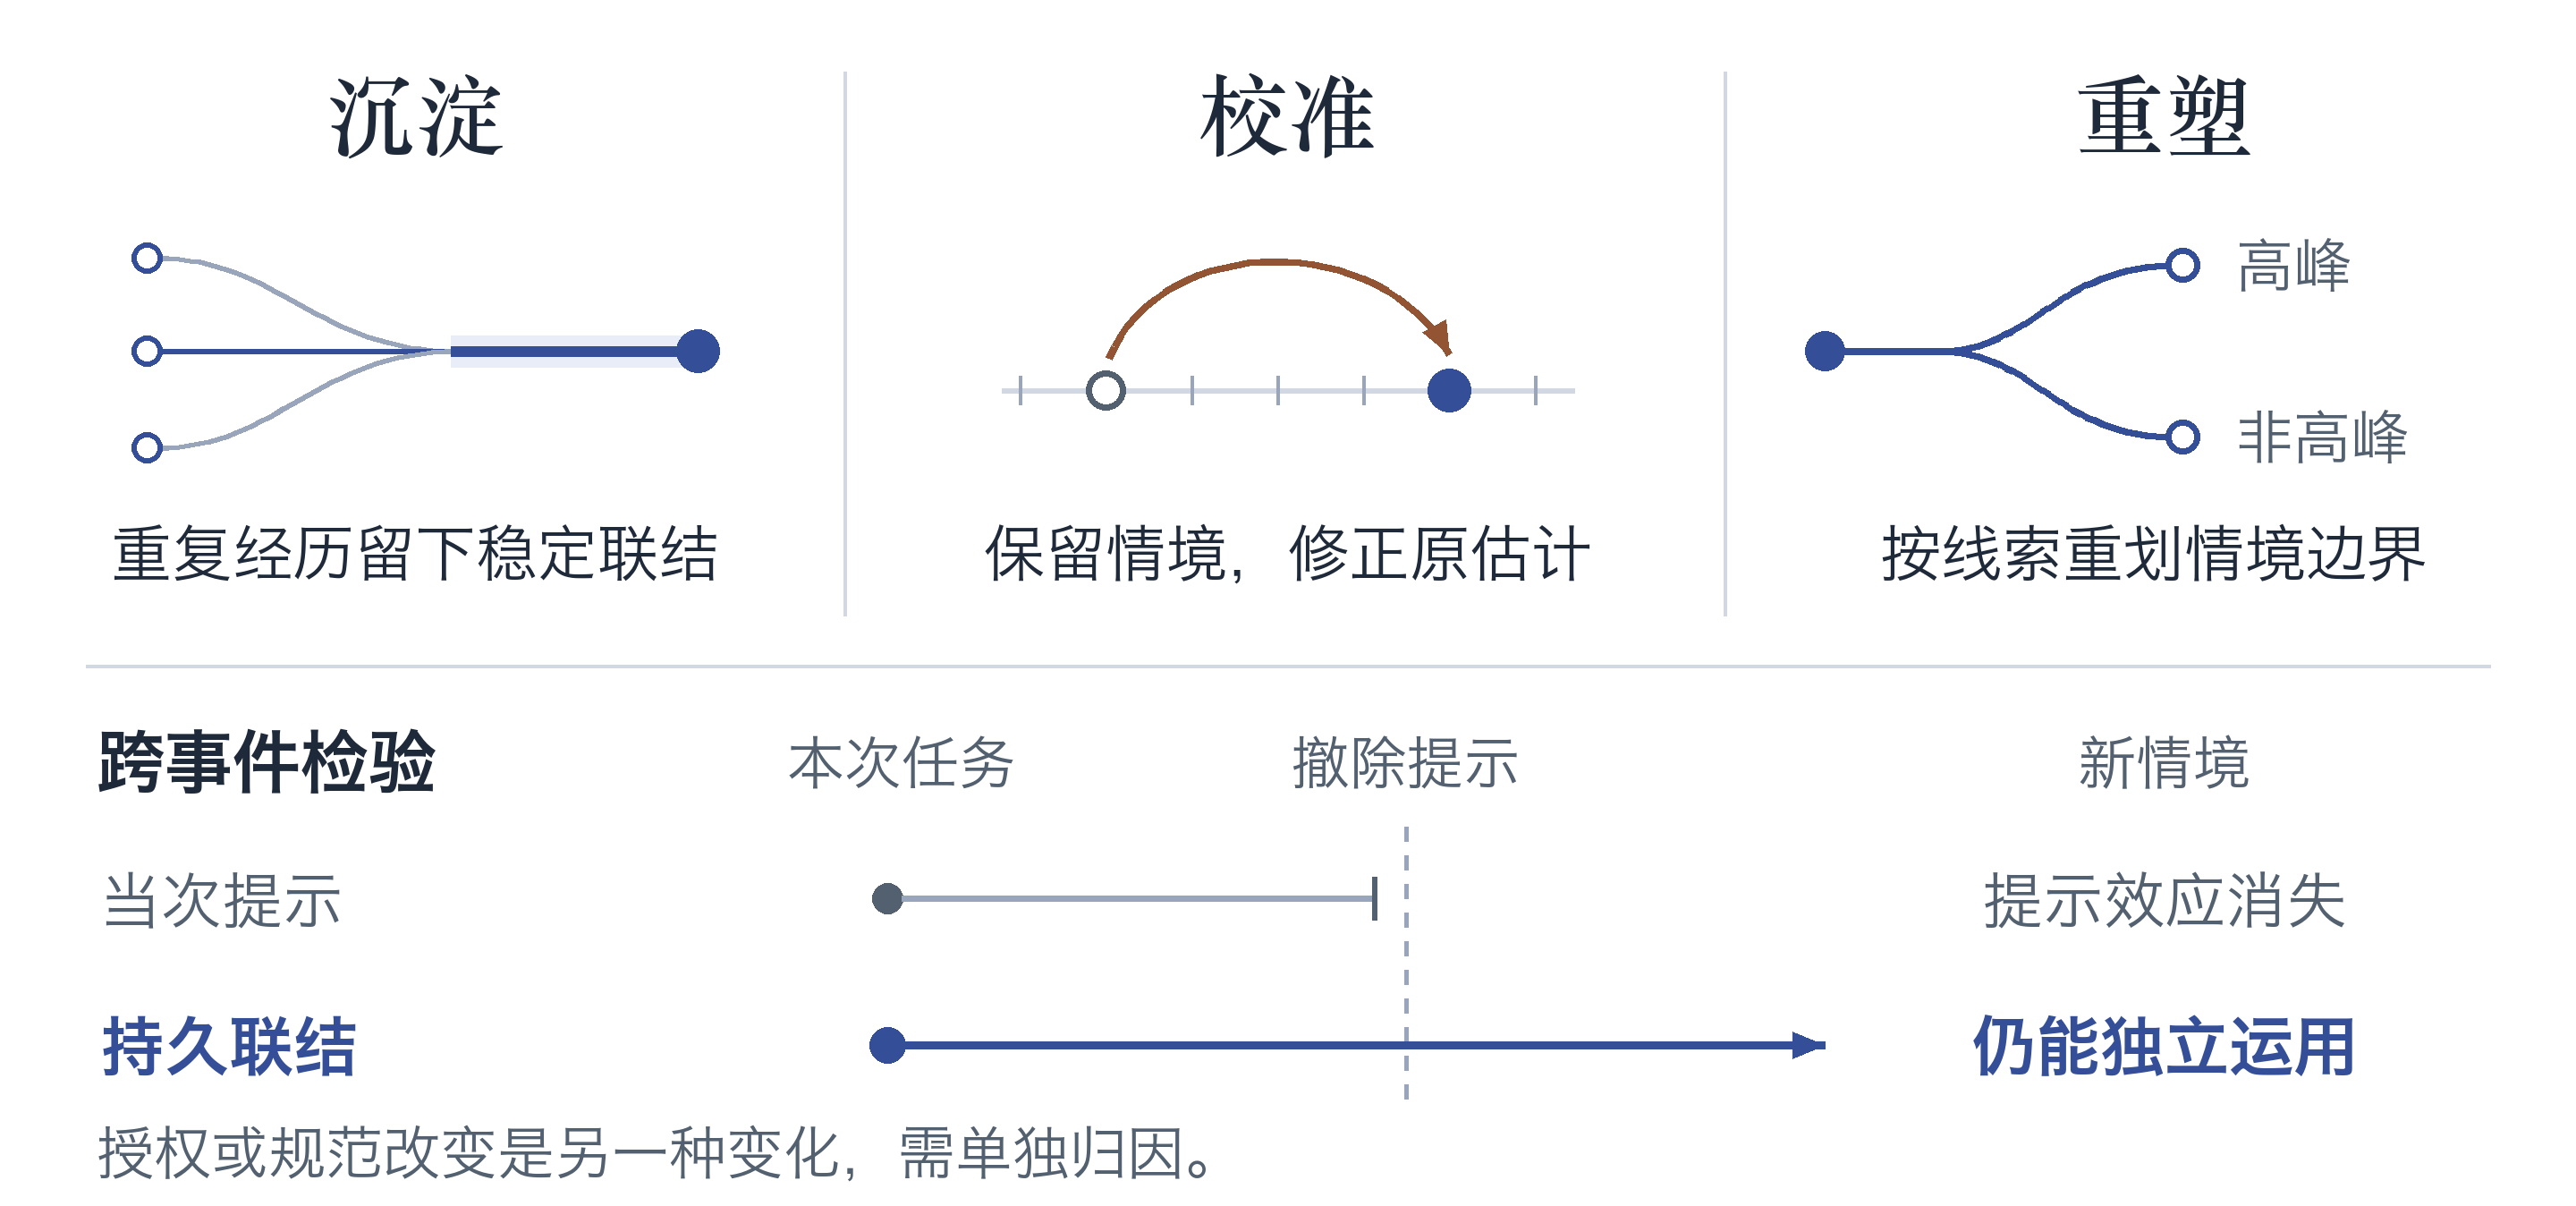 沉淀
校准
重塑
高峰
非高峰
重复经历留下稳定联结
保留情境，修正原估计
按线索重划情境边界
跨事件检验
本次任务
撤除提示
新情境
当次提示
提示效应消失
持久联结
仍能独立运用
授权或规范改变是另一种变化，需单独归因。